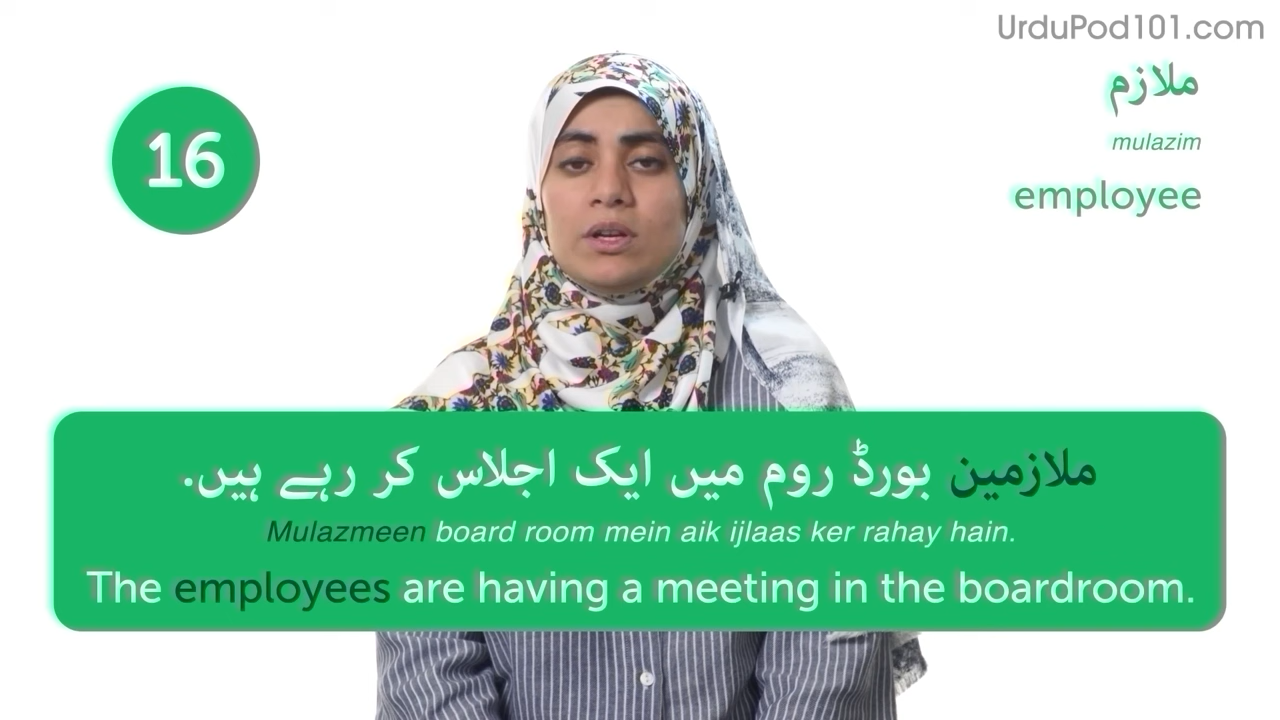 UrduPod101.com
16
ملازم
mulazim
employee
ملازمین بورڈ روم میں ایک اجلاس کر رہے ہیں.
Mulazmeen board room mein aik ijlaas ker rahay hain.
The employees are having a meeting in the boardroom.